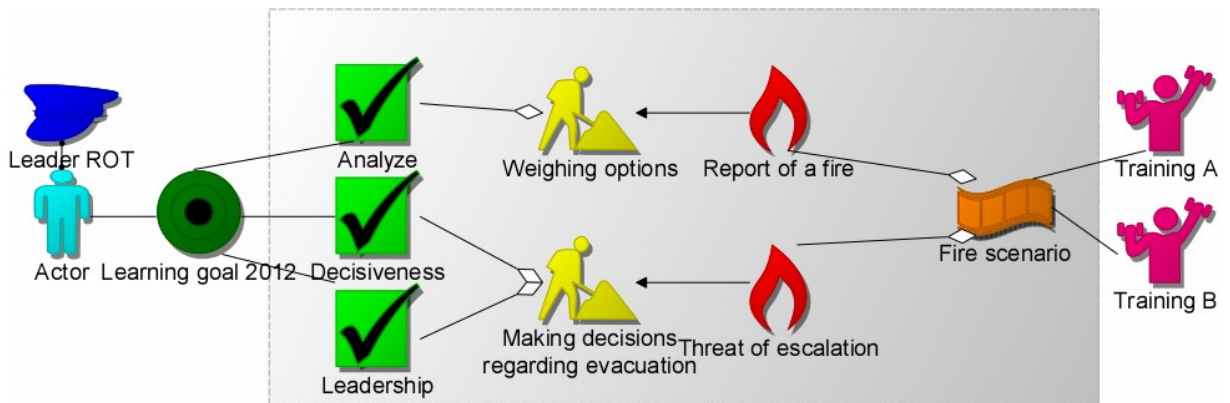 Leader ROT
Actor
Learning goal 2012
Analyze
Decisiveness
Leadership
Weighing options
Making decisions
regarding evacuation
Report of a fire
Threat of escalation
Fire scenario
Training A
Training B